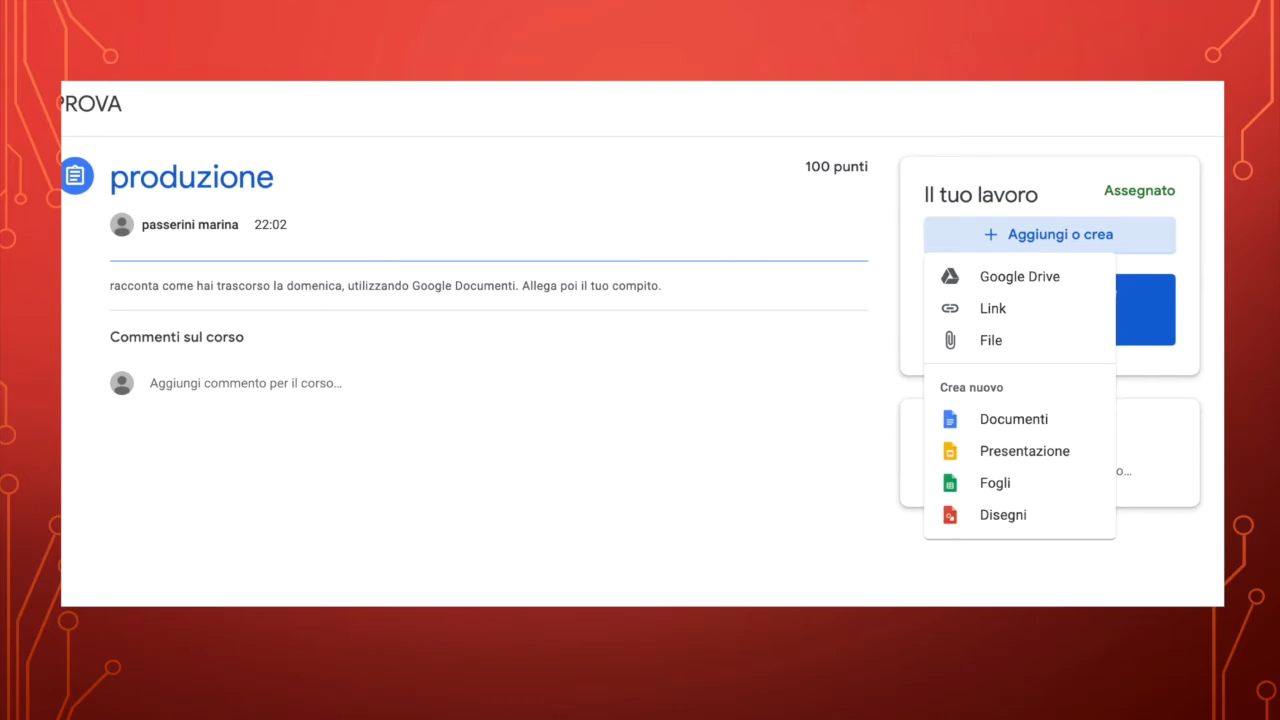 PROVA
produzione
100 punti
passerini marina 22:02
racconta come hai trascorso la domenica, utilizzando Google Documenti. Allega poi il tuo compito.
Commenti sul corso
Aggiungi commento per il corso...
Il tuo lavoro
Assegnato
+ Aggiungi o crea
Google Drive
Link
File
Crea nuovo
Documenti
Presentazione
Fogli
Disegni
o...